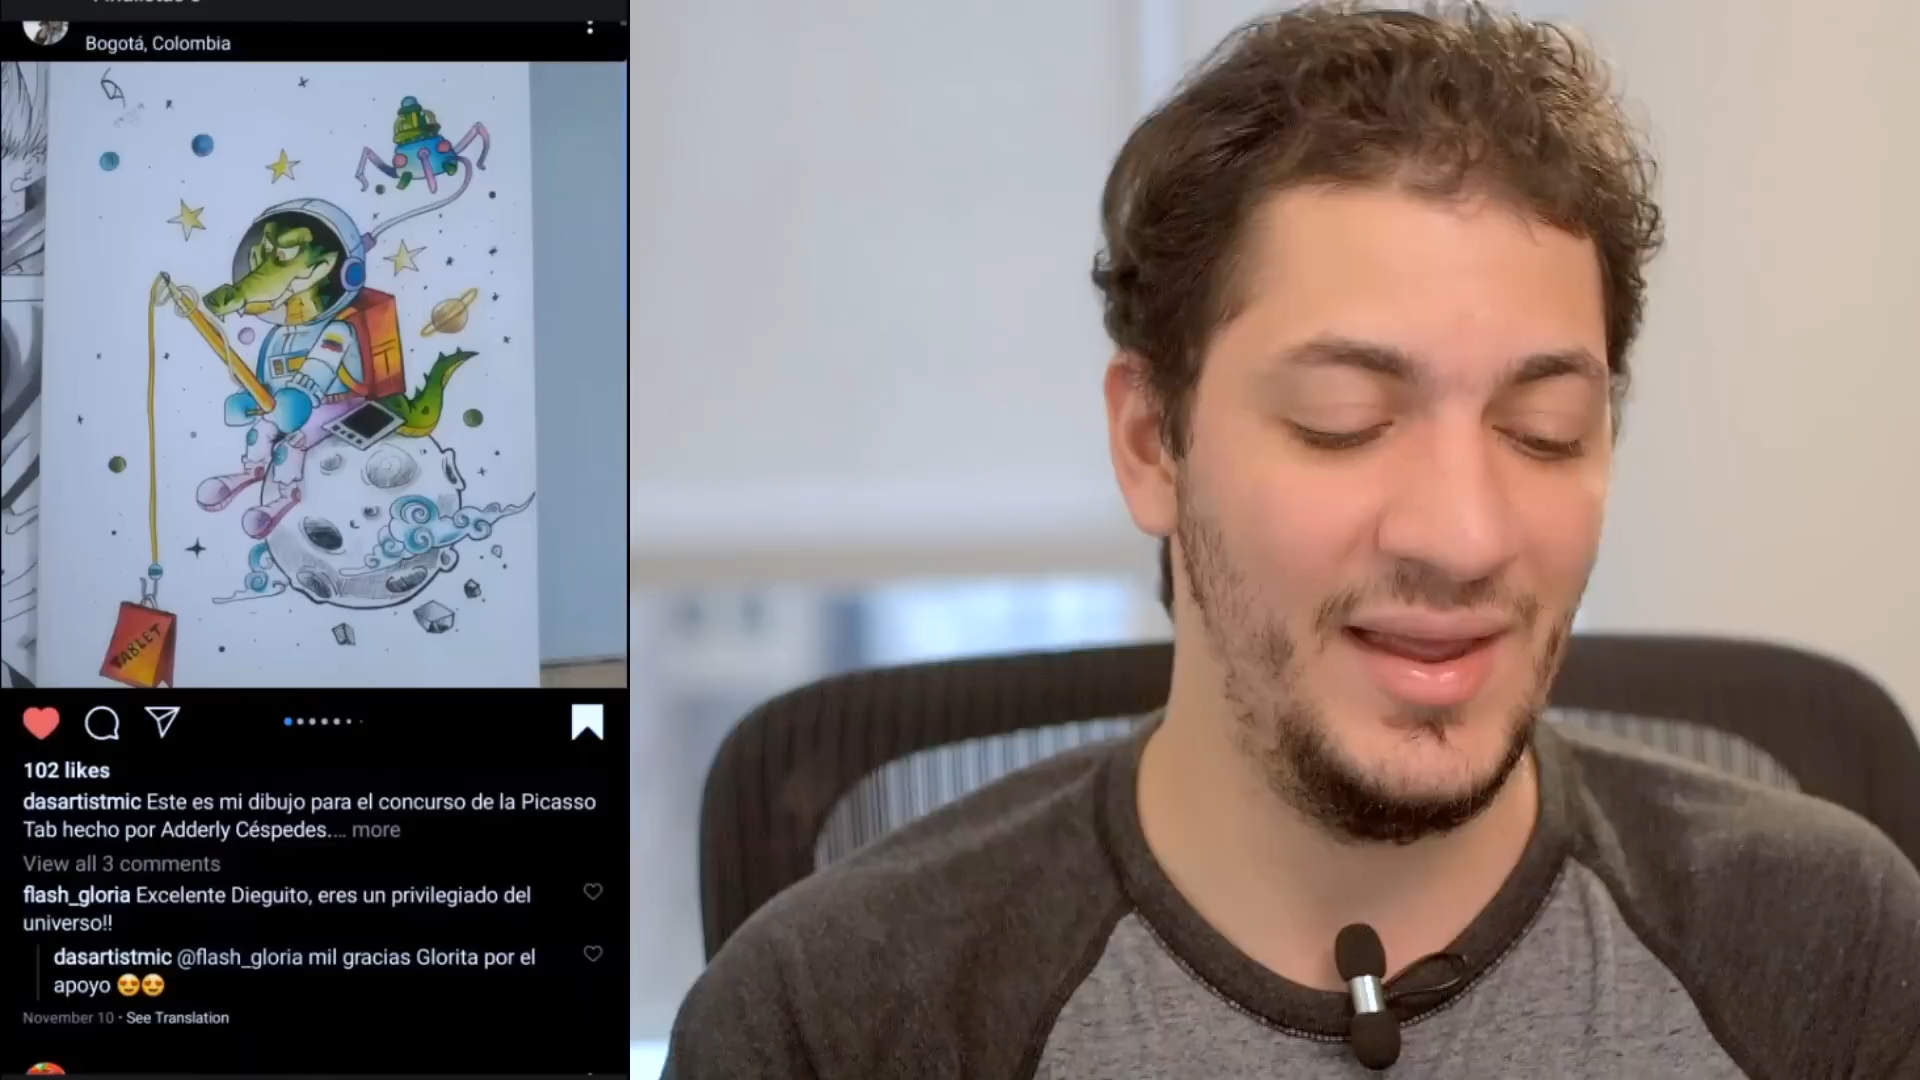 Bogotá, Colombia
TABLET
102 likes
dasartistmic Este es mi dibujo para el concurso de la Picasso
Tab hecho por Adderly Céspedes.... more
View all 3 comments
flash_gloria Excelente Dieguito, eres un privilegiado del
universo!!
dasartistmic @flash_gloria mil gracias Glorita por el
apoyo 😍😍
November 10 · See Translation